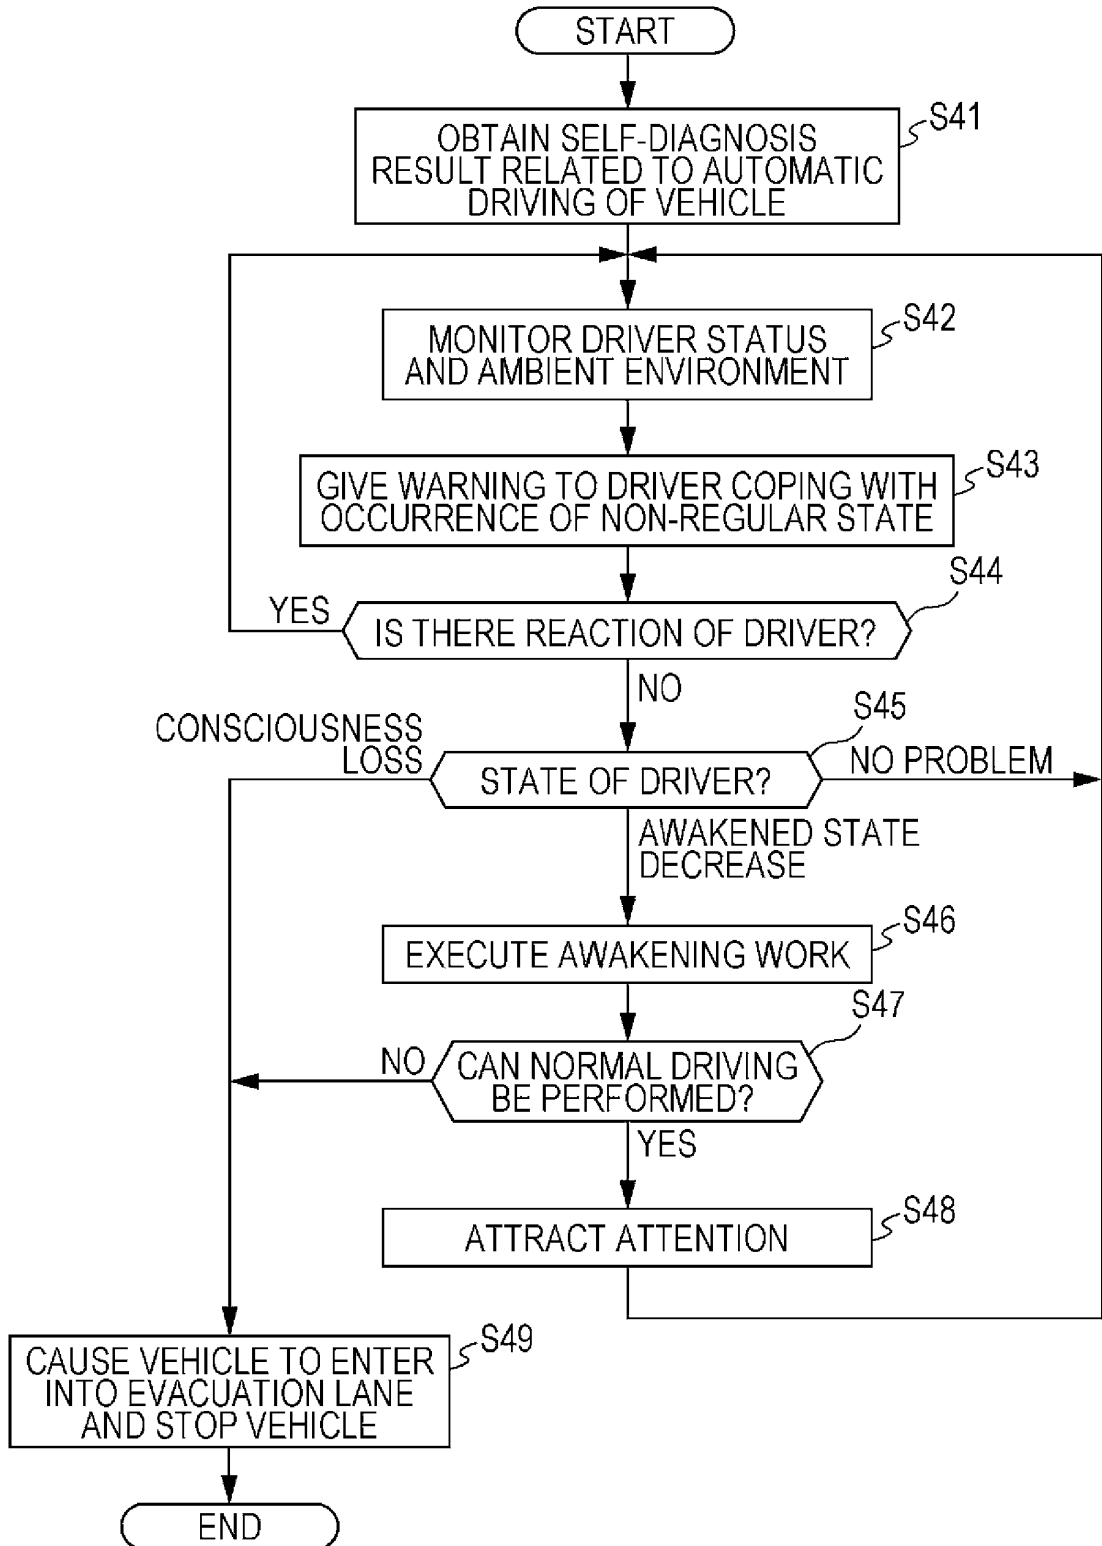 START
S41
OBTAIN SELF-DIAGNOSIS
RESULT RELATED TO AUTOMATIC
DRIVING OF VEHICLE
S42
MONITOR DRIVER STATUS
AND AMBIENT ENVIRONMENT
S43
GIVE WARNING TO DRIVER COPING WITH
OCCURRENCE OF NON-REGULAR STATE
S44
YES
IS THERE REACTION OF DRIVER?
NO
S45
CONSCIOUSNESS
LOSS
STATE OF DRIVER?
NO PROBLEM
AWAKENED STATE
DECREASE
S46
EXECUTE AWAKENING WORK
S47
NO
CAN NORMAL DRIVING
BE PERFORMED?
YES
S48
ATTRACT ATTENTION
S49
CAUSE VEHICLE TO ENTER
INTO EVACUATION LANE
AND STOP VEHICLE
END